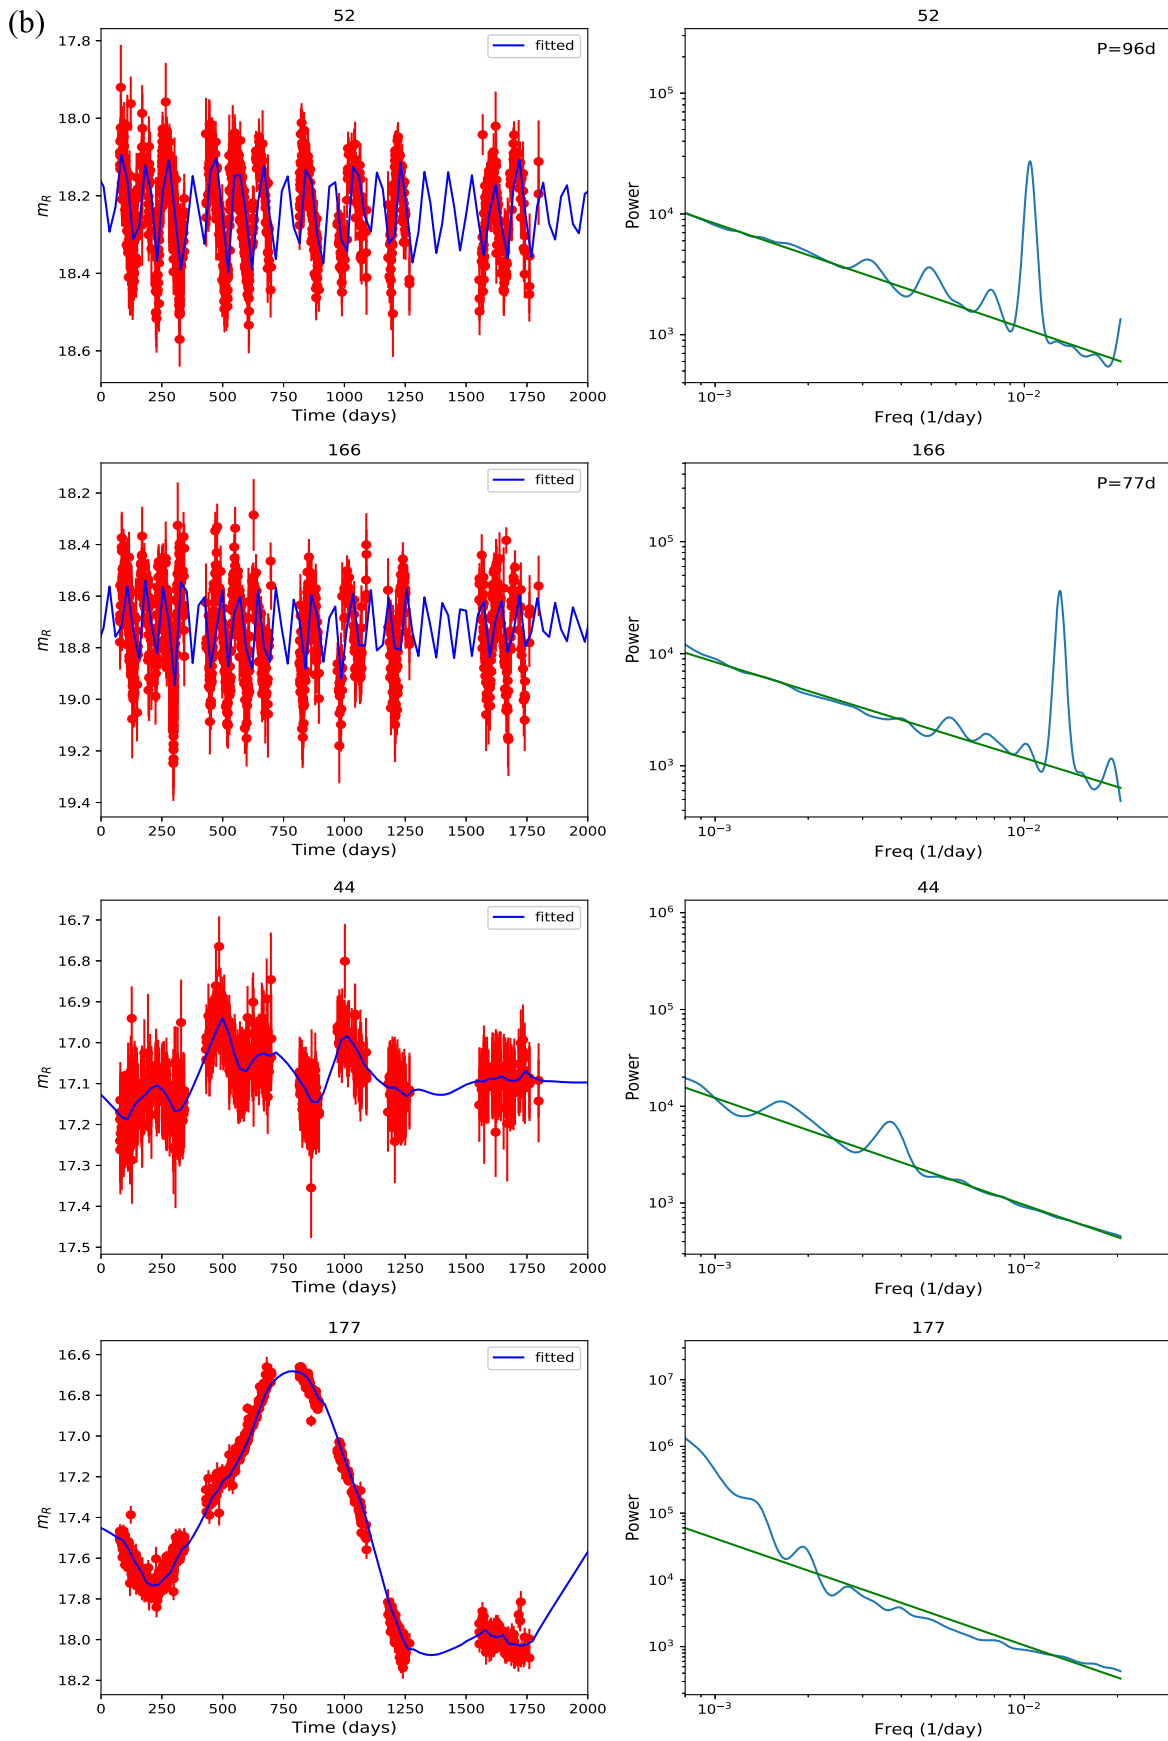 (b)
52
17.8
18.0
18.2
18.4
18.6
m_R
fitted
0 250 500 750 1000 1250 1500 1750 2000
Time (days)
52
P=96d
10^5
10^4
10^3
Power
10^-3 10^-2
Freq (1/day)
166
18.2
18.4
18.6
18.8
19.0
19.2
19.4
m_R
fitted
0 250 500 750 1000 1250 1500 1750 2000
Time (days)
166
P=77d
10^5
10^4
10^3
Power
10^-3 10^-2
Freq (1/day)
44
16.7
16.8
16.9
17.0
17.1
17.2
17.3
17.4
17.5
m_R
fitted
0 250 500 750 1000 1250 1500 1750 2000
Time (days)
44
10^6
10^5
10^4
10^3
Power
10^-3 10^-2
Freq (1/day)
177
16.6
16.8
17.0
17.2
17.4
17.6
17.8
18.0
18.2
m_R
fitted
0 250 500 750 1000 1250 1500 1750 2000
Time (days)
177
10^7
10^6
10^5
10^4
10^3
Power
10^-3 10^-2
Freq (1/day)